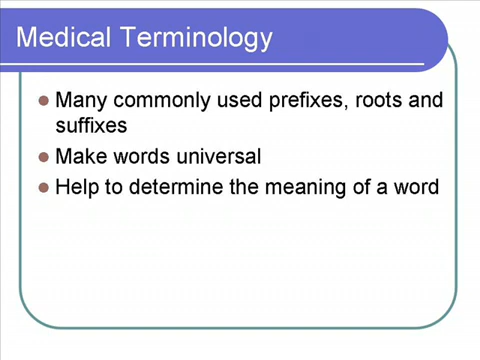 Medical Terminology
Many commonly used prefixes, roots and
suffixes
Make words universal
Help to determine the meaning of a word